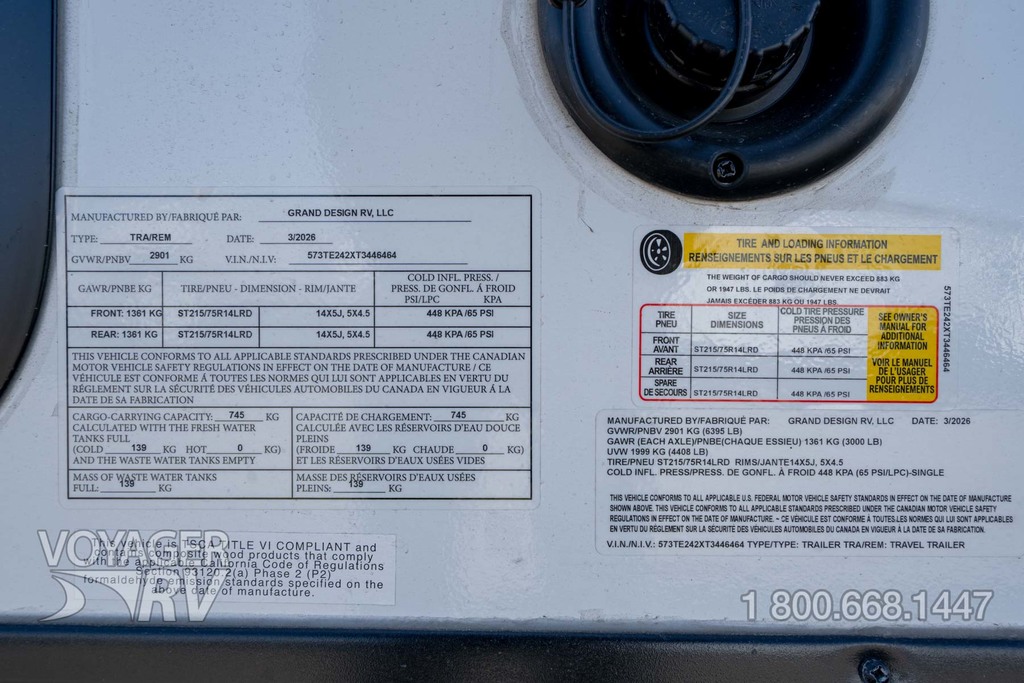 MANUFACTURED BY/FABRIQUÉ PAR: GRAND DESIGN RV, LLC
TYPE: TRA/REM DATE: 3/2026
GVWR/PNBV 2901 KG V.I.N./N.I.V: 573TE242XT3446464
GAWR/PNBE KG TIRE/PNEU - DIMENSION - RIM/JANTE COLD INFL. PRESS. /
PRESS. DE GONFL. Á FROID
PSI/LPC KPA
FRONT: 1361 KG ST215/75R14LRD 14X5J, 5X4.5 448 KPA /65 PSI
REAR: 1361 KG ST215/75R14LRD 14X5J, 5X4.5 448 KPA /65 PSI
THIS VEHICLE CONFORMS TO ALL APPLICABLE STANDARDS PRESCRIBED UNDER THE CANADIAN
MOTOR VEHICLE SAFETY REGULATIONS IN EFFECT ON THE DATE OF MANUFACTURE / CE
VÉHICULE EST CONFORME Á TOUTES LES NORMES QUI LUI SONT APPLICABLES EN VERTU DU
RÉGLEMENT SUR LA SÉCURITÉ DES VÉHICULES AUTOMOBILES DU CANADA EN VIGUEUR Á LA
DATE DE SA FABRICATION
CARGO-CARRYING CAPACITY: 745 KG
CALCULATED WITH THE FRESH WATER
TANKS FULL
(COLD 139 KG HOT 0 KG)
AND THE WASTE WATER TANKS EMPTY
CAPACITÉ DE CHARGEMENT: 745 KG
CALCULÉE AVEC LES RÉSERVOIRS D'EAU DOUCE
PLEINS
(FROIDE 139 KG CHAUDE 0 KG)
ET LES RÉSERVOIRS D'EAUX USÉES VIDES
MASS OF WASTE WATER TANKS
FULL: 139 KG
MASSE DES RÉSERVOIRS D'EAUX USÉES
PLEINS: 139 KG
This vehicle is TSCA TITLE VI COMPLIANT and
contains composite wood products that comply
with the applicable California Code of Regulations
Section 93120.2(a) Phase 2 (P2)
formaldehyde emission standards specified on the
above date of manufacture.
VOYAGER
RV
TIRE AND LOADING INFORMATION
RENSEIGNEMENTS SUR LES PNEUS ET LE CHARGEMENT
THE WEIGHT OF CARGO SHOULD NEVER EXCEED 883 KG
OR 1947 LBS. LE POIDS DE CHARGEMENT NE DEVRAIT
JAMAIS EXCÉDER 883 KG OU 1947 LBS.
TIRE
PNEU
SIZE
DIMENSIONS
COLD TIRE PRESSURE
PRESSION DES
PNEUS À FROID
FRONT
AVANT ST215/75R14LRD 448 KPA /65 PSI
REAR
ARRIÈRE ST215/75R14LRD 448 KPA /65 PSI
SPARE
DE SECOURS ST215/75R14LRD 448 KPA /65 PSI
SEE OWNER'S
MANUAL FOR
ADDITIONAL
INFORMATION
VOIR LE MANUEL
DE L'USAGER
POUR PLUS DE
RENSEIGNEMENTS
573TE242XT3446464
MANUFACTURED BY/FABRIQUÉ PAR: GRAND DESIGN RV, LLC DATE: 3/2026
GVWR/PNBV 2901 KG (6395 LB)
GAWR (EACH AXLE)/PNBE(CHAQUE ESSIEU) 1361 KG (3000 LB)
UVW 1999 KG (4408 LB)
TIRE/PNEU ST215/75R14LRD RIMS/JANTE14X5J, 5X4.5
COLD INFL. PRESS/PRESS. DE GONFL. À FROID 448 KPA (65 PSI/LPC)-SINGLE
THIS VEHICLE CONFORMS TO ALL APPLICABLE U.S. FEDERAL MOTOR VEHICLE SAFETY STANDARDS IN EFFECT ON THE DATE OF MANUFACTURE
SHOWN ABOVE. THIS VEHICLE CONFORMS TO ALL APPLICABLE STANDARDS PRESCRIBED UNDER THE CANADIAN MOTOR VEHICLE SAFETY
REGULATIONS IN EFFECT ON THE DATE OF MANUFACTURE. ~ CE VÉHICULE EST CONFORME À TOUTES LES NORMES QUI LUI SONT APPLICABLES
EN VERTU DU RÉGLEMENT SUR LA SÉCURITÉ DES VÉHICULES AUTOMOBILES DU CANADA EN VIGUEUR À LA DATE DE SA FABRICATION.
V.I.N./N.I.V.: 573TE242XT3446464 TYPE/TYPE: TRAILER TRA/REM: TRAVEL TRAILER
1 800.668.1447